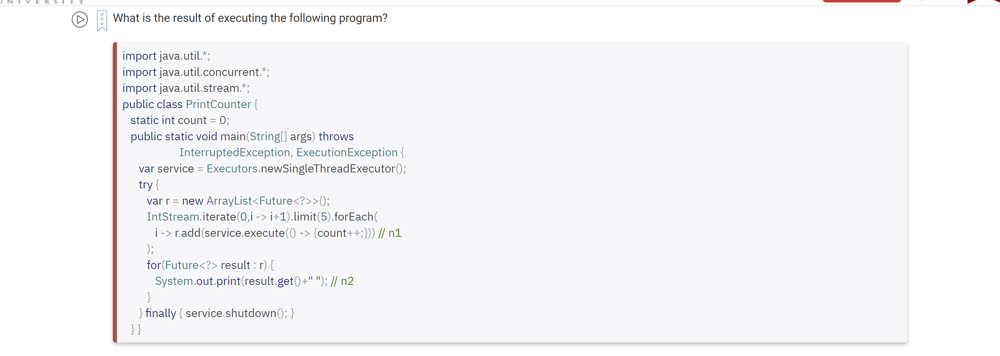 UNIVERSITY
What is the result of executing the following program?
import java.util.*;
import java.util.concurrent.*;
import java.util.stream.*;
public class PrintCounter {
static int count = 0;
public static void main(String[] args) throws
InterruptedException, ExecutionException {
var service = Executors.newSingleThreadExecutor();
try {
var r = new ArrayList<Future<?>>();
IntStream.iterate(0,i -> i+1).limit(5).forEach(
i -> r.add(service.execute(() -> {count++;})) // n1
);
for(Future<?> result : r) {
System.out.print(result.get()+" "); // n2
}
} finally { service.shutdown(); }
} }